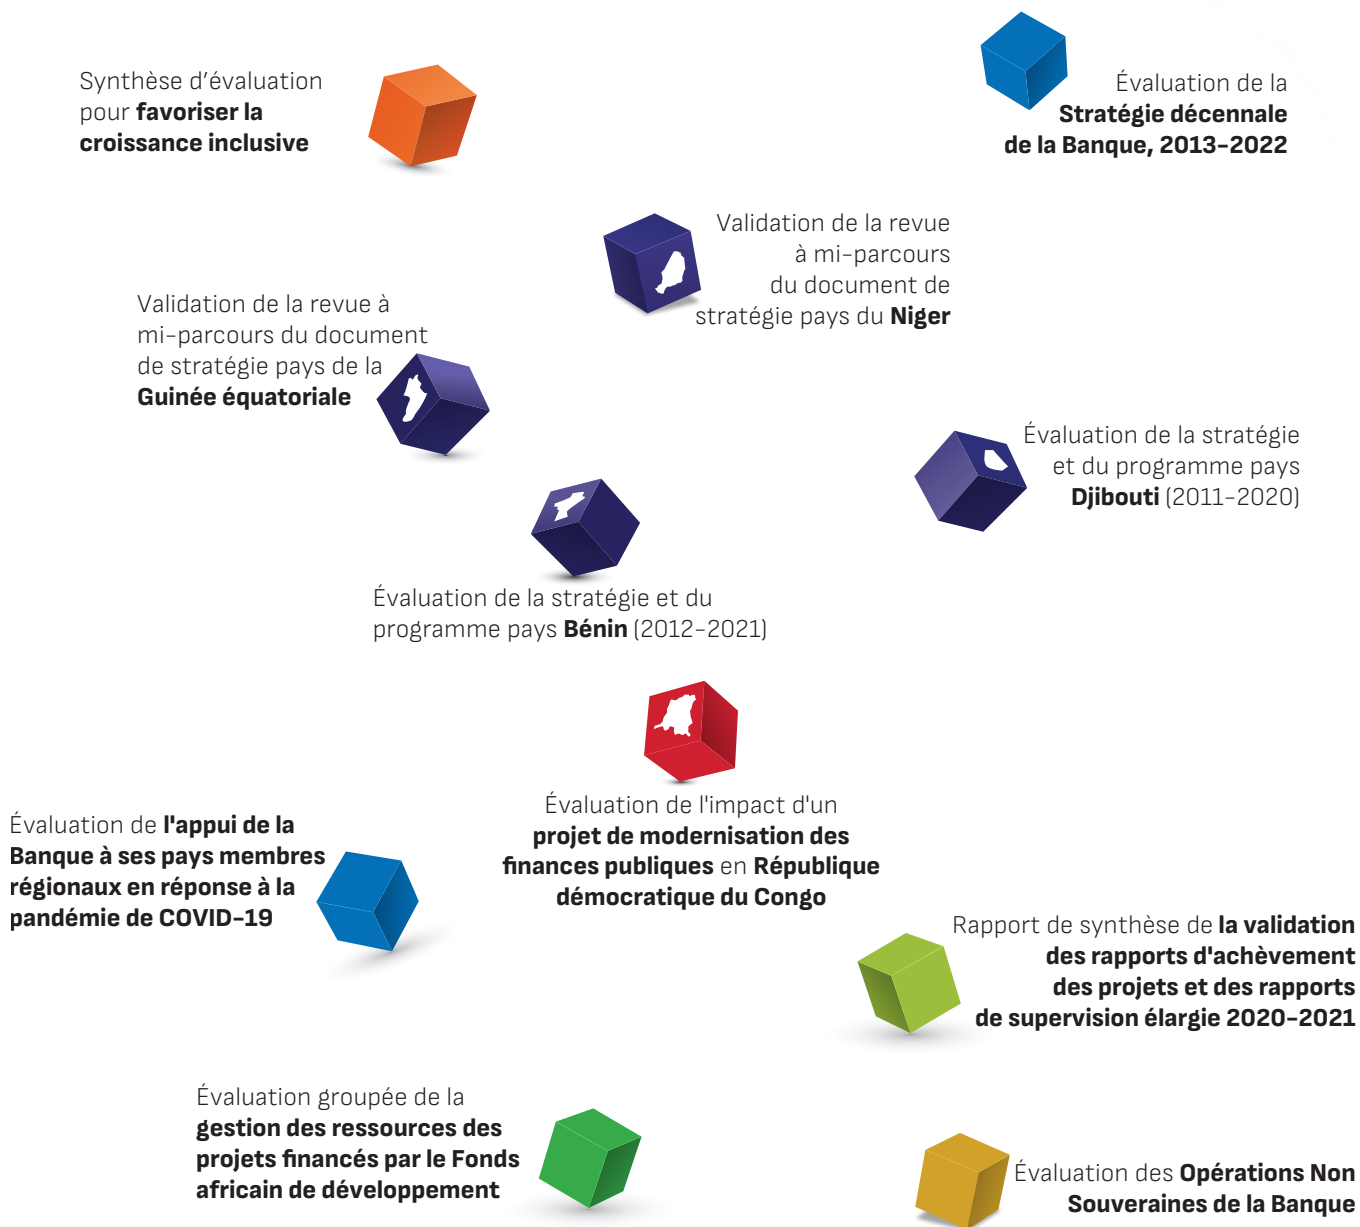 Synthèse d’évaluation
pour favoriser la
croissance inclusive
Évaluation de la
Stratégie décennale
de la Banque, 2013-2022
Validation de la revue
à mi-parcours
du document de
stratégie pays du Niger
Validation de la revue à
mi-parcours du document
de stratégie pays de la
Guinée équatoriale
Évaluation de la stratégie
et du programme pays
Djibouti (2011-2020)
Évaluation de la stratégie et du
programme pays Bénin (2012-2021)
Évaluation de l'impact d'un
projet de modernisation des
finances publiques en République
démocratique du Congo
Évaluation de l'appui de la
Banque à ses pays membres
régionaux en réponse à la
pandémie de COVID-19
Rapport de synthèse de la validation
des rapports d'achèvement
des projets et des rapports
de supervision élargie 2020-2021
Évaluation groupée de la
gestion des ressources des
projets financés par le Fonds
africain de développement
Évaluation des Opérations Non
Souveraines de la Banque